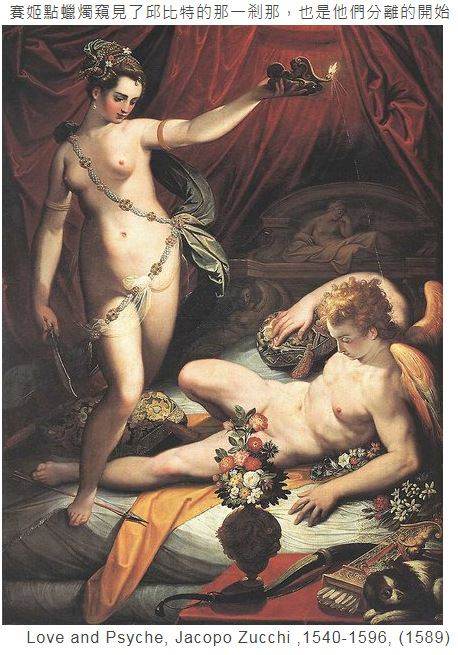 賽姬點蠟燭窺見了邱比特的那一剎那，也是他們分離的開始
Love and Psyche, Jacopo Zucchi ,1540-1596, (1589)